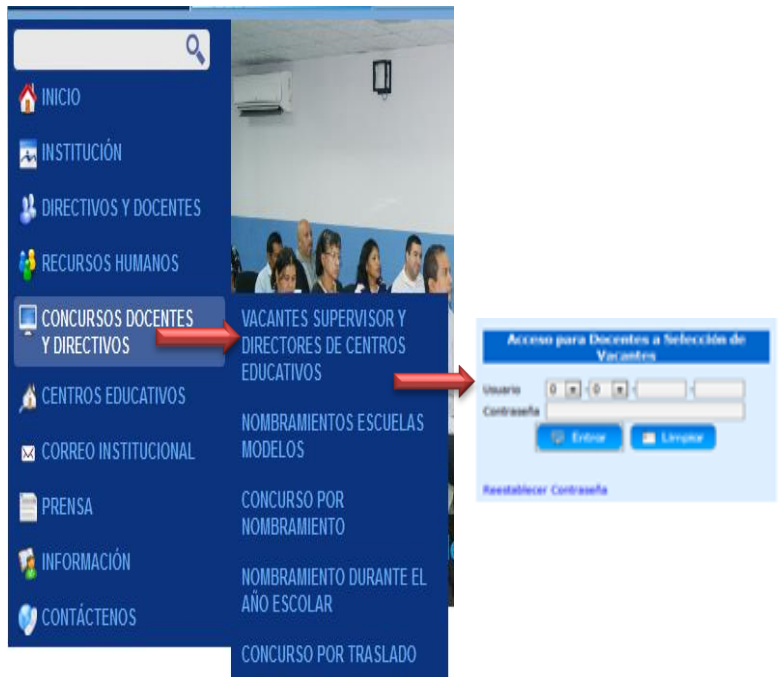 INICIO
INSTITUCIÓN
DIRECTIVOS Y DOCENTES
RECURSOS HUMANOS
CONCURSOS DOCENTES
Y DIRECTIVOS
CENTROS EDUCATIVOS
CORREO INSTITUCIONAL
PRENSA
INFORMACIÓN
CONTÁCTENOS
VACANTES SUPERVISOR Y
DIRECTORES DE CENTROS
EDUCATIVOS
NOMBRAMIENTOS ESCUELAS
MODELOS
CONCURSO POR
NOMBRAMIENTO
NOMBRAMIENTO DURANTE EL
AÑO ESCOLAR
CONCURSO POR TRASLADO
Acceso para Docentes a Selección de
Vacantes
Usuario 0 - 0 - -
Contraseña
Entrar Limpiar
Reestablecer Contraseña